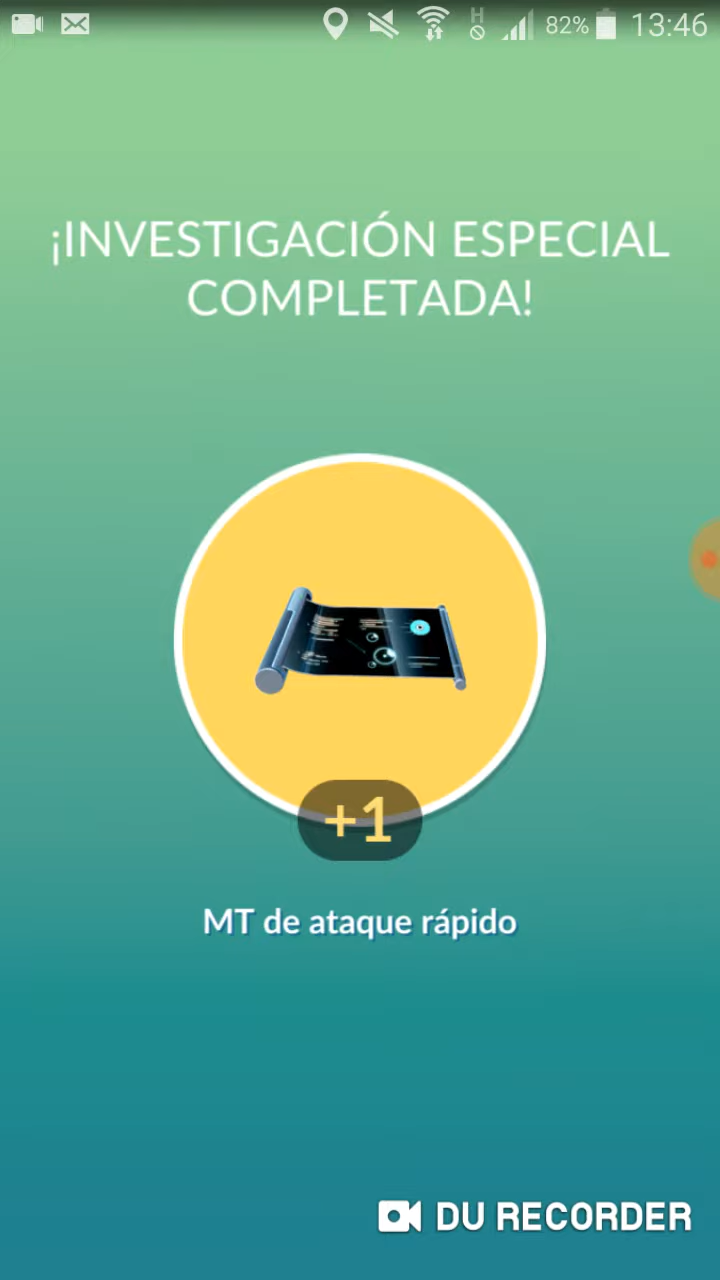 H 82% 13:46
¡INVESTIGACIÓN ESPECIAL
COMPLETADA!
+1
MT de ataque rápido
DU RECORDER